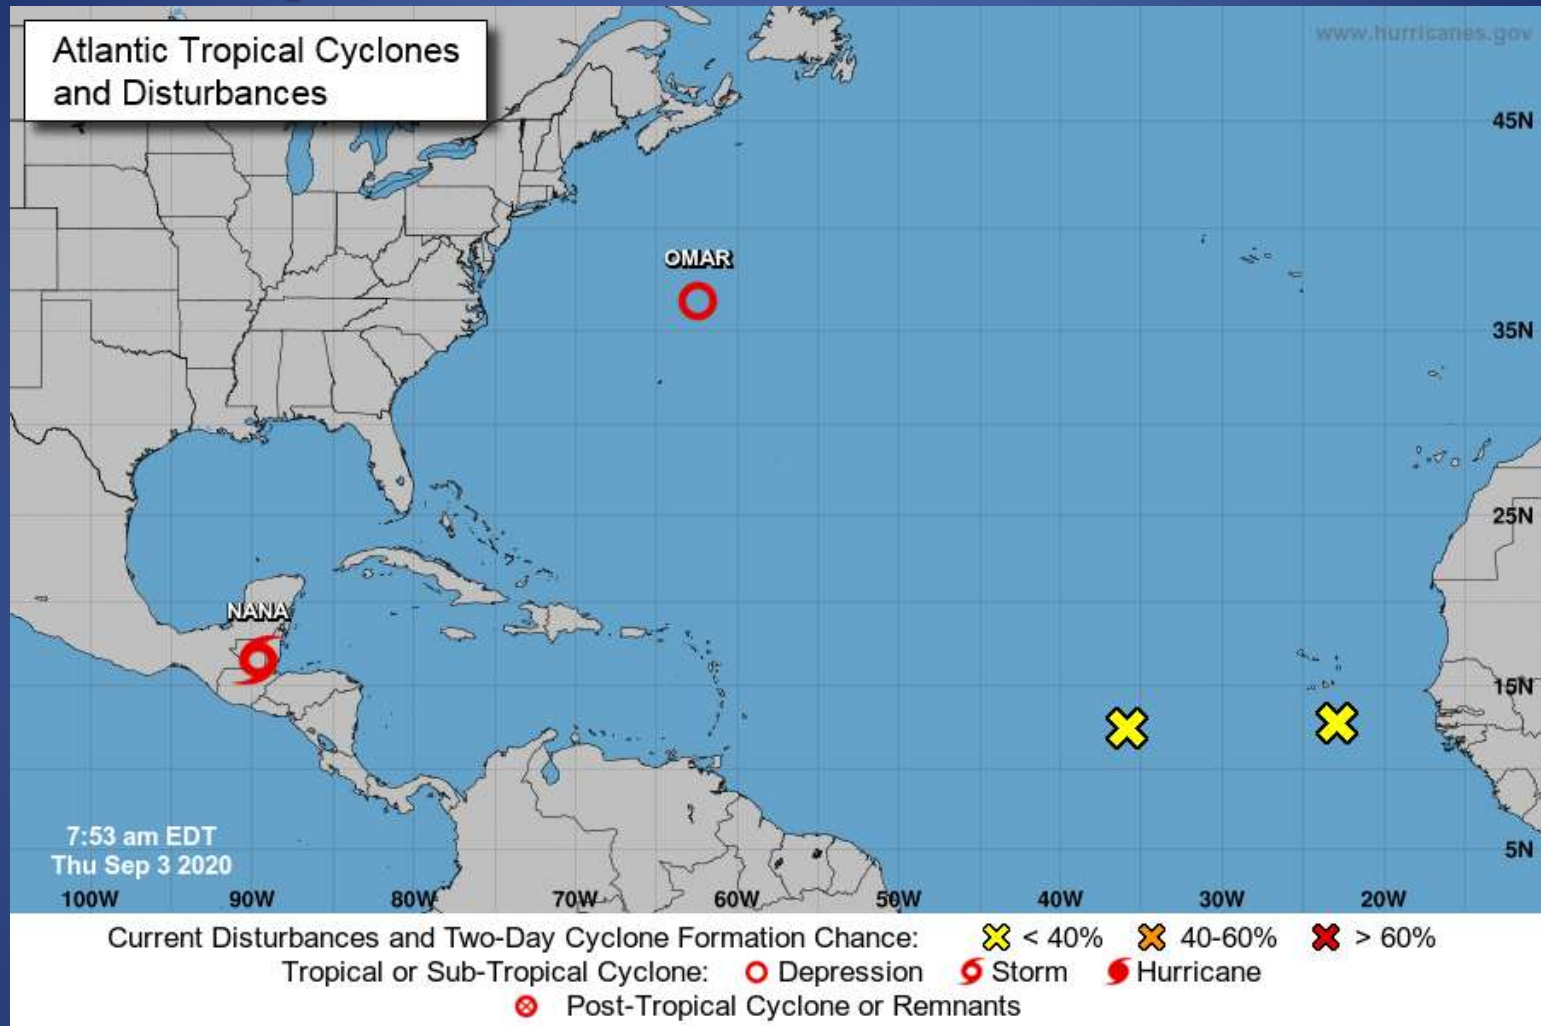 Atlantic Tropical Cyclones
and Disturbances
www.hurricanes.gov
45N
OMAR
35N
25N
NANA
15N
7:53 am EDT
Thu Sep 3 2020
5N
100W 90W 80W 70W 60W 50W 40W 30W 20W
Current Disturbances and Two-Day Cyclone Formation Chance: < 40% 40-60% > 60%
Tropical or Sub-Tropical Cyclone: Depression Storm Hurricane
Post-Tropical Cyclone or Remnants